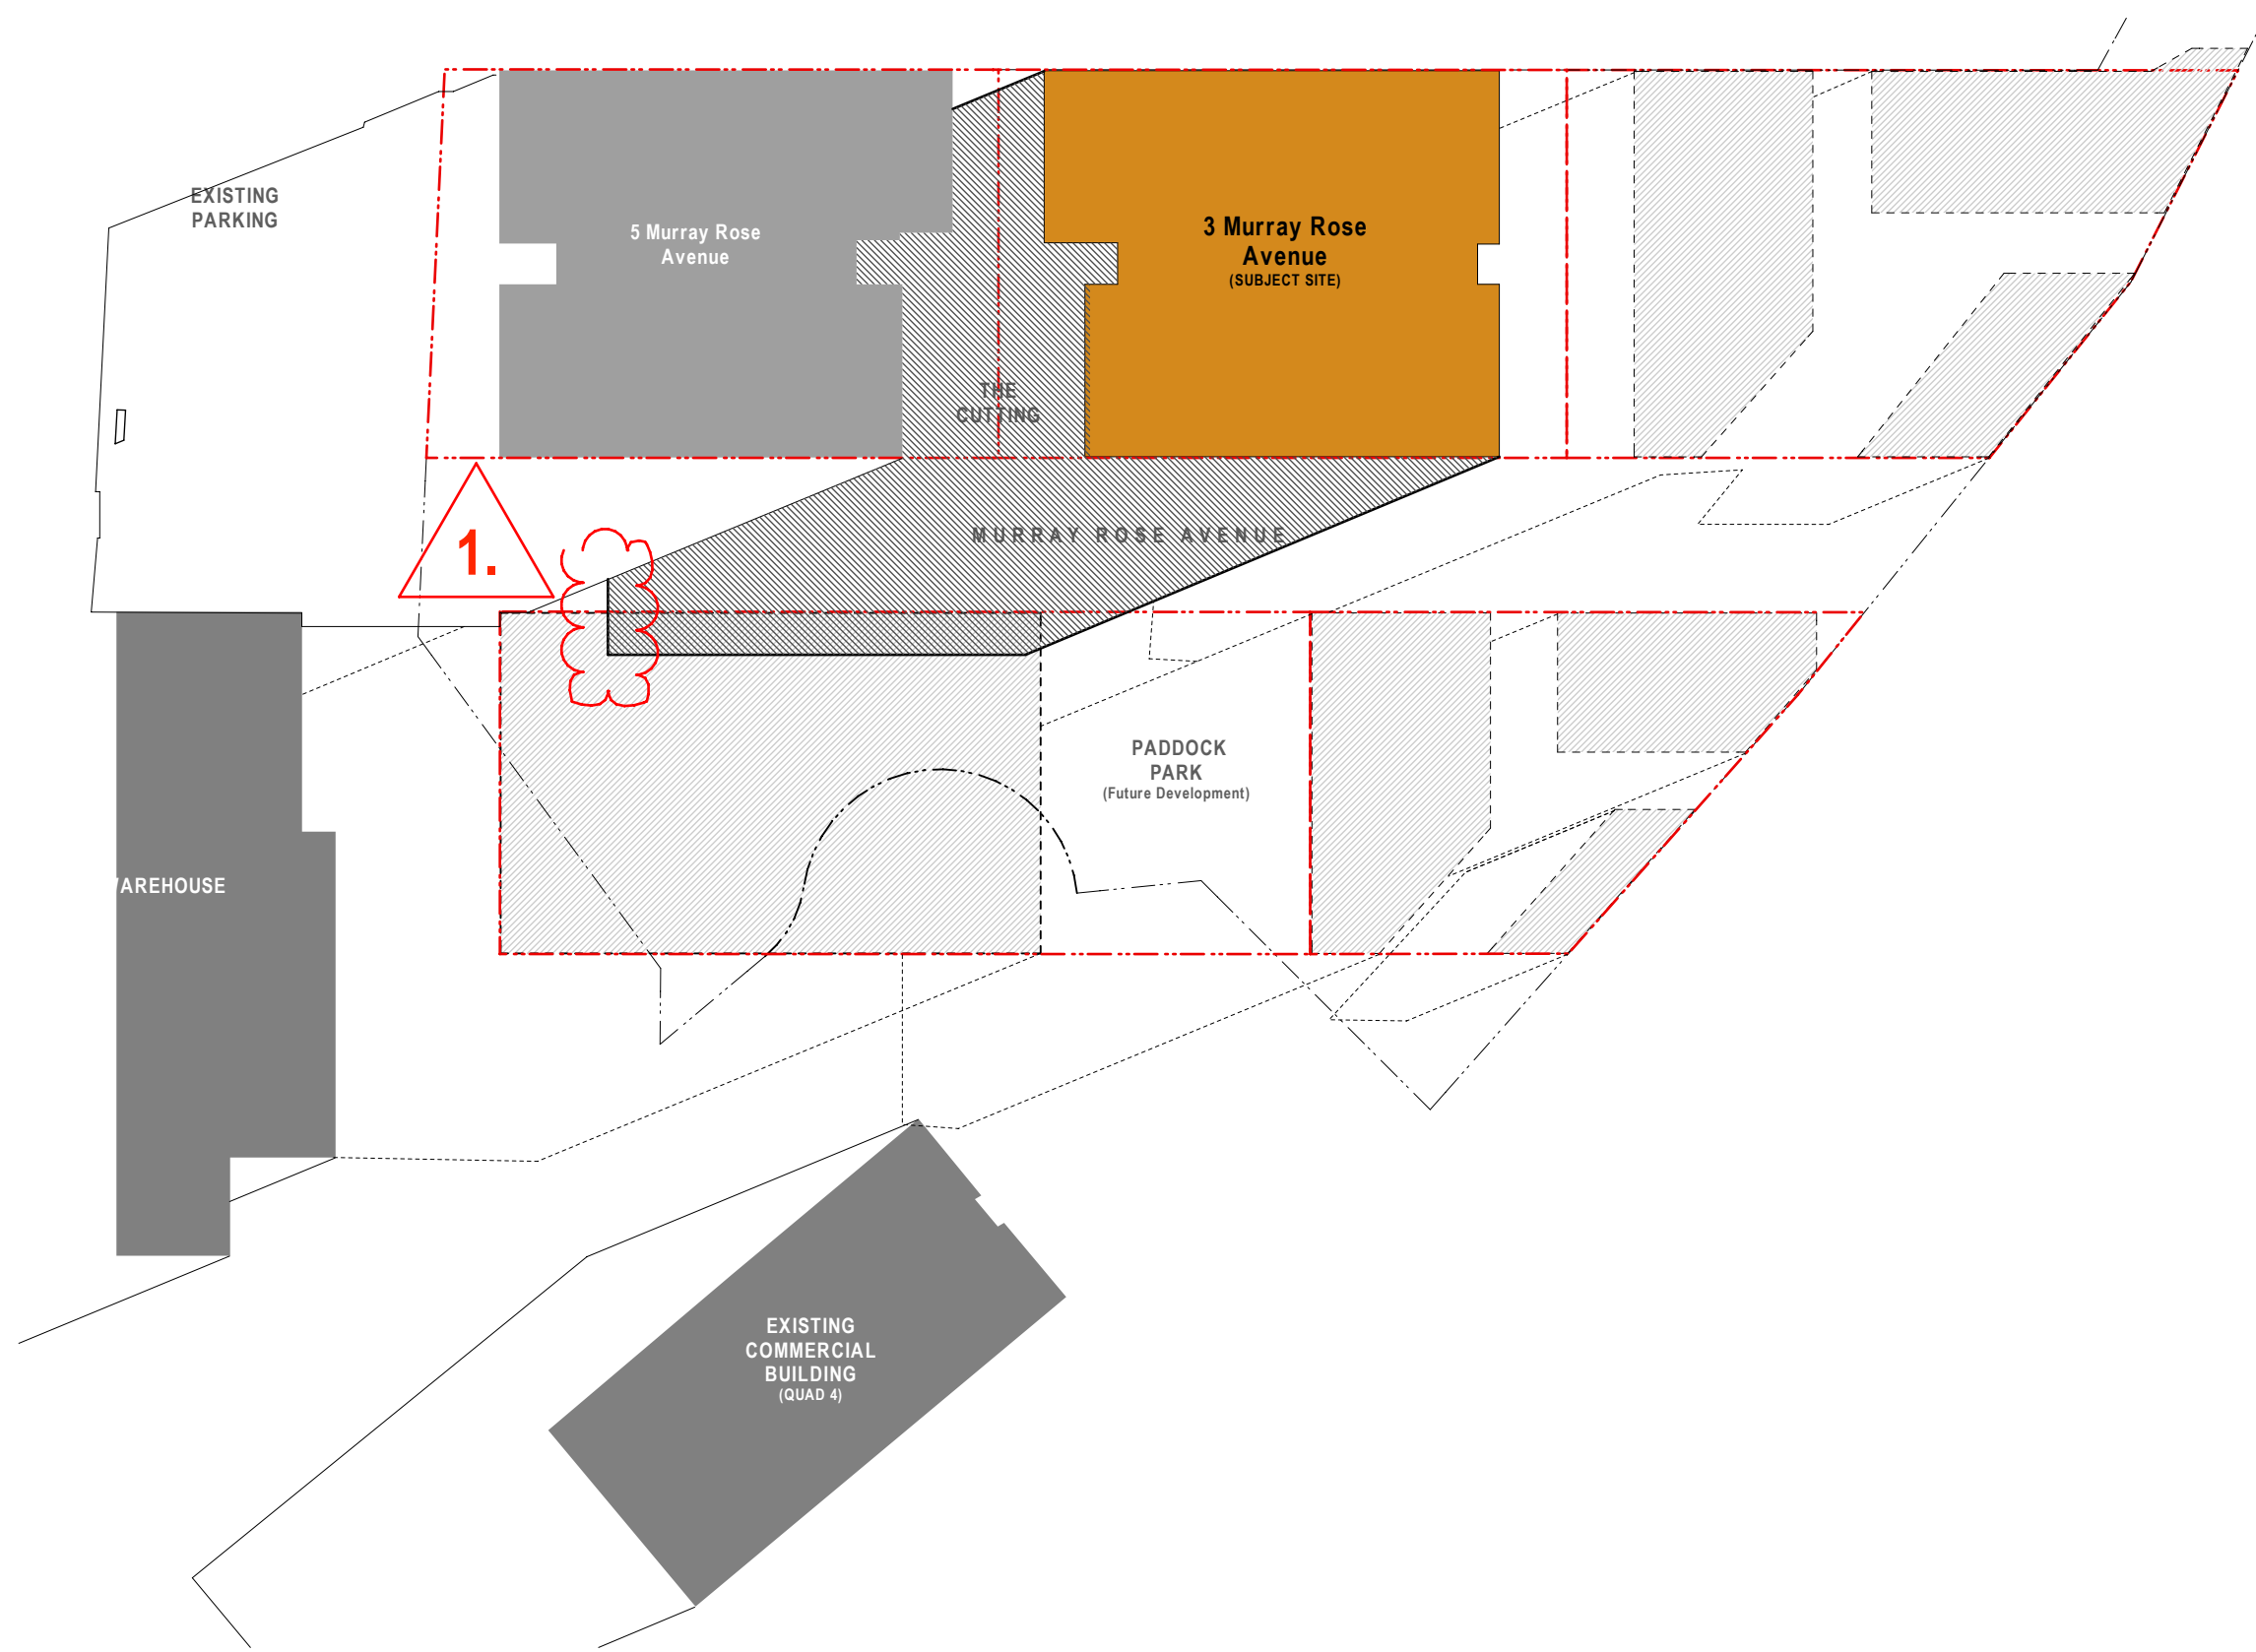 EXISTING
PARKING
5 Murray Rose
Avenue
3 Murray Rose
Avenue
(SUBJECT SITE)
THE
CUTTING
MURRAY ROSE AVENUE
1.
PADDOCK
PARK
(Future Development)
AREHOUSE
EXISTING
COMMERCIAL
BUILDING
(QUAD 4)